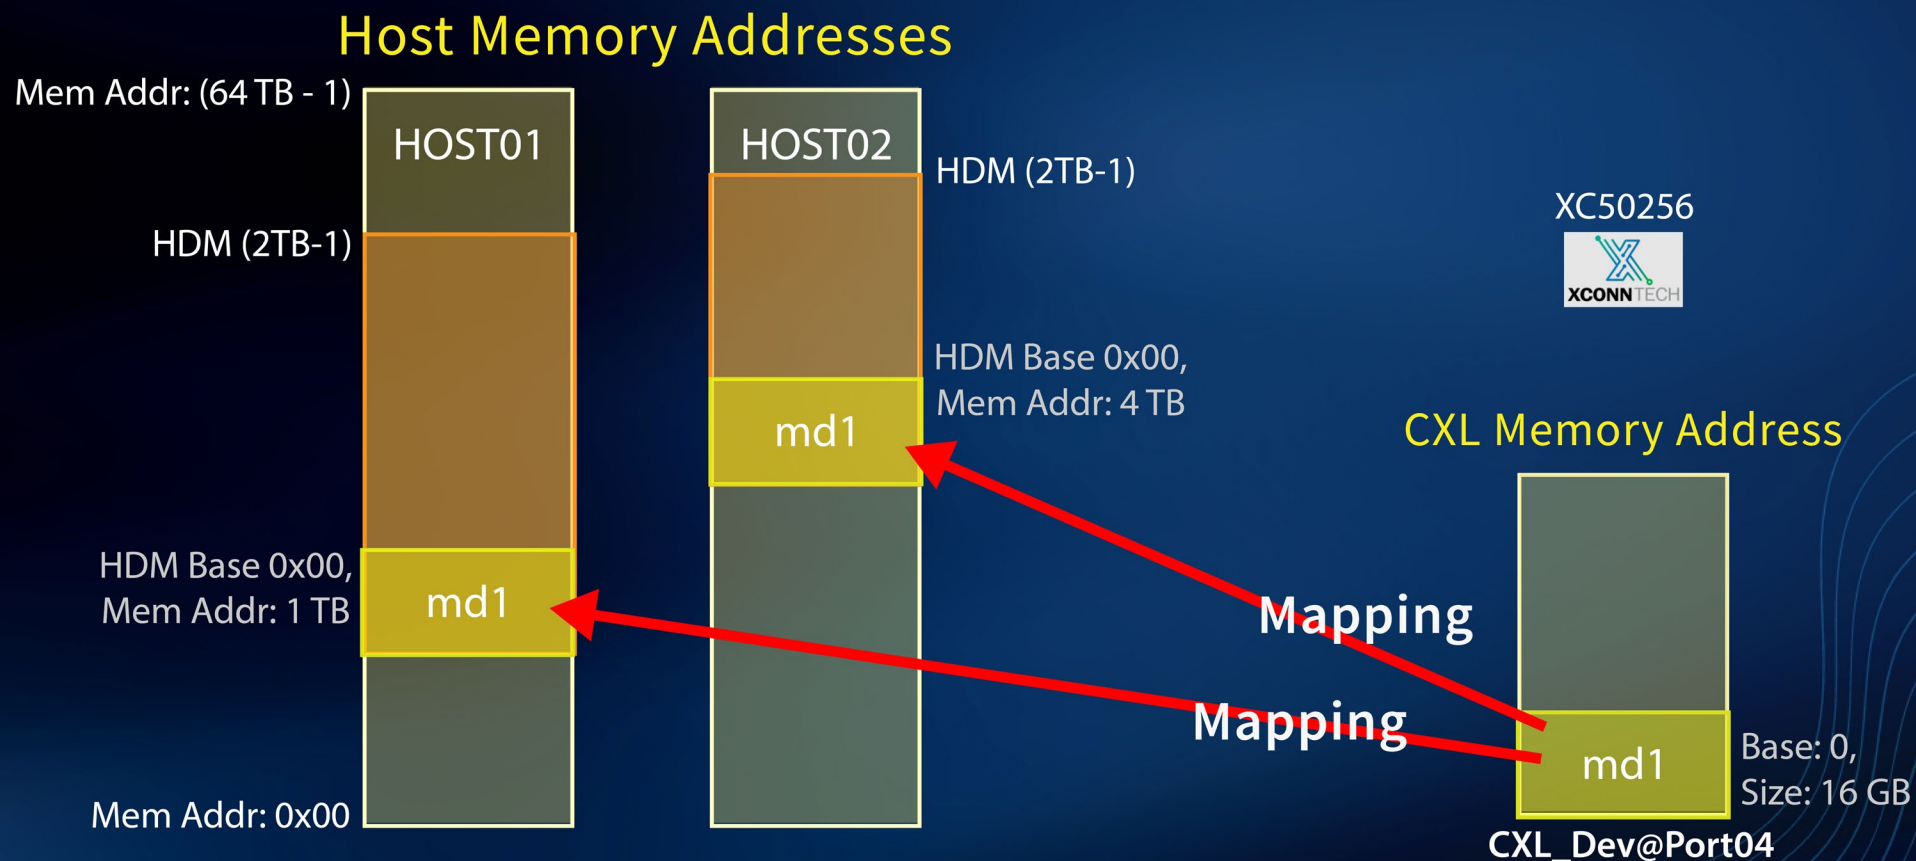 Host Memory Addresses
Mem Addr: (64 TB - 1)
HOST01
HOST02
HDM (2TB-1)
HDM (2TB-1)
XC50256
XCONNTECH
HDM Base 0x00,
Mem Addr: 4 TB
md1
CXL Memory Address
HDM Base 0x00,
Mem Addr: 1 TB
md1
Mapping
Mapping
md1
Base: 0,
Size: 16 GB
Mem Addr: 0x00
CXL_Dev@Port04